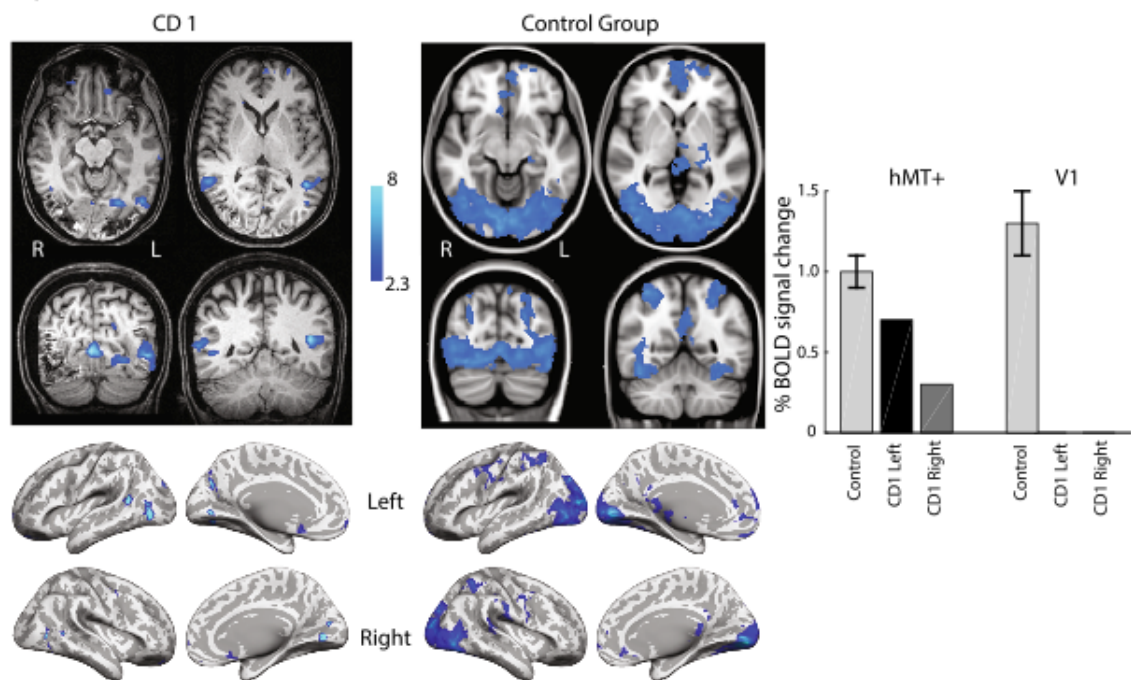 CD 1
Control Group
8
2.3
R
L
R
L
Left
Right
hMT+
V1
% BOLD signal change
1.5
1.0
0.5
0
Control
CD1 Left
CD1 Right
Control
CD1 Left
CD1 Right